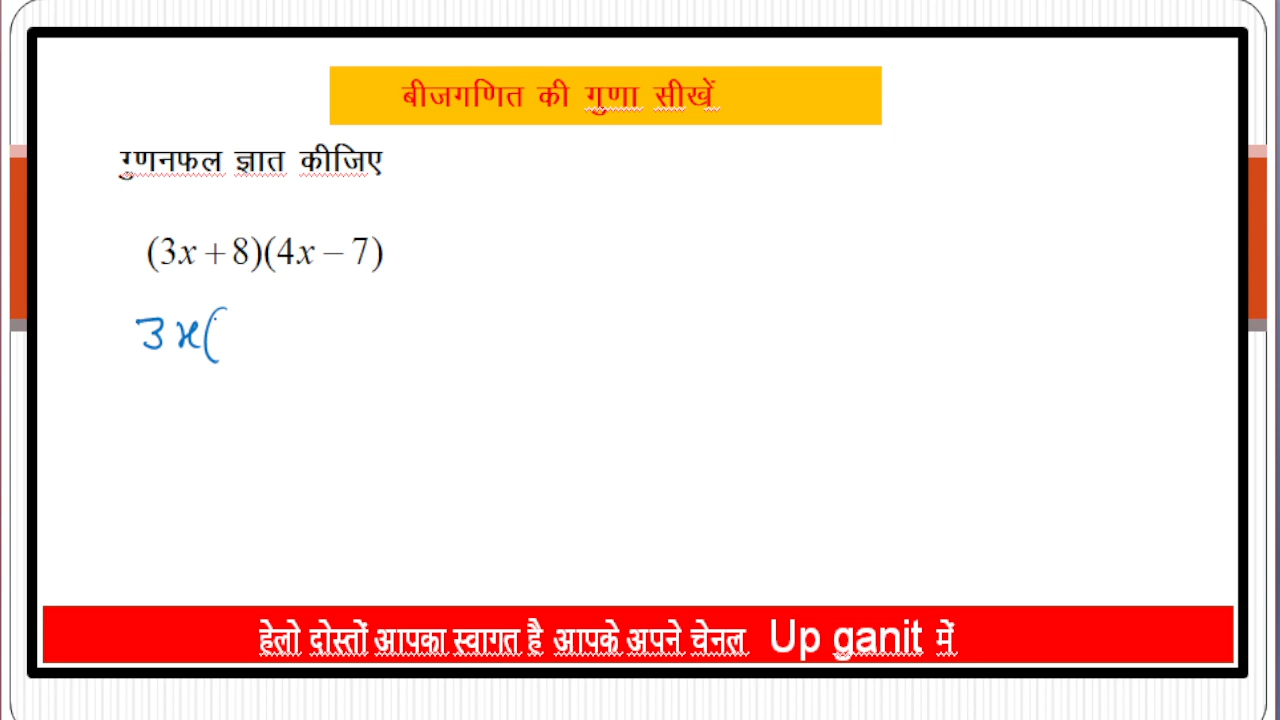 बीजगणित की गुणा सीखें
गुणनफल ज्ञात कीजिए
(3x + 8)(4x − 7)
3x(
हेलो दोस्तों आपका स्वागत है आपके अपने चेनल Up ganit में